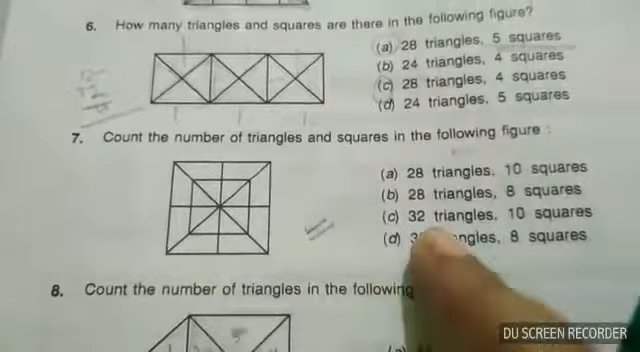 6. How many triangles and squares are there in the following figure?
(a) 28 triangles, 5 squares
(b) 24 triangles, 4 squares
(c) 28 triangles, 4 squares
(d) 24 triangles, 5 squares
7. Count the number of triangles and squares in the following figure :
(a) 28 triangles, 10 squares
(b) 28 triangles, 8 squares
(c) 32 triangles, 10 squares
(d) 8 squares
8. Count the number of triangles in the following
5
DU SCREEN RECORDER